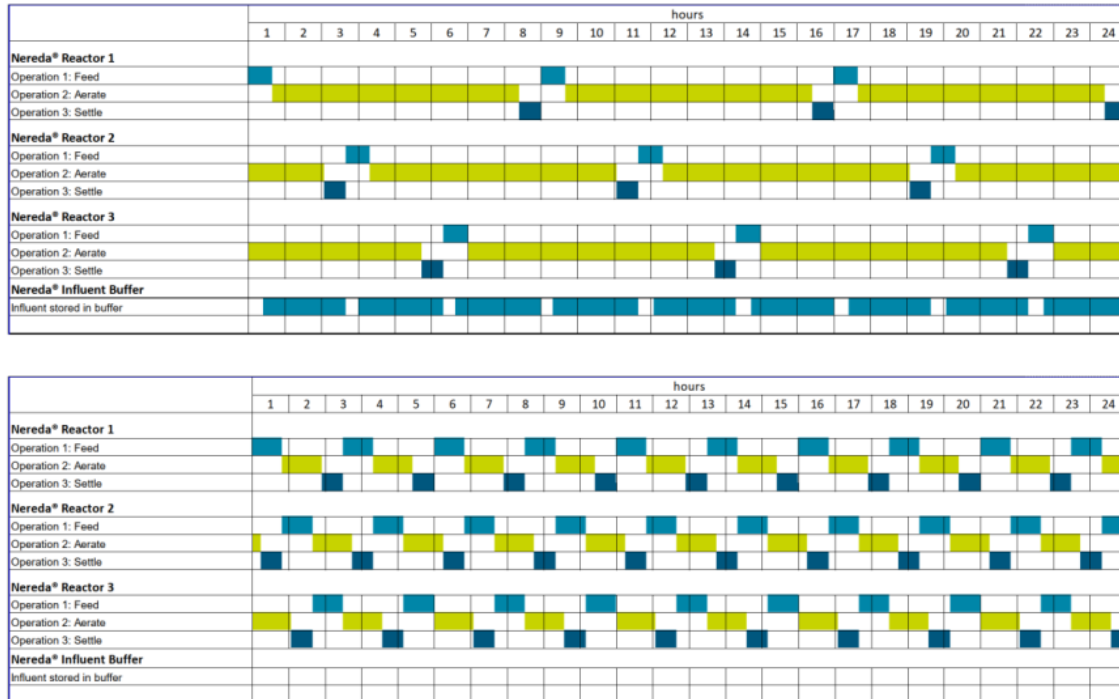 hours
1 2 3 4 5 6 7 8 9 10 11 12 13 14 15 16 17 18 19 20 21 22 23 24
Nereda® Reactor 1
Operation 1: Feed
Operation 2: Aerate
Operation 3: Settle
Nereda® Reactor 2
Operation 1: Feed
Operation 2: Aerate
Operation 3: Settle
Nereda® Reactor 3
Operation 1: Feed
Operation 2: Aerate
Operation 3: Settle
Nereda® Influent Buffer
Influent stored in buffer
hours
1 2 3 4 5 6 7 8 9 10 11 12 13 14 15 16 17 18 19 20 21 22 23 24
Nereda® Reactor 1
Operation 1: Feed
Operation 2: Aerate
Operation 3: Settle
Nereda® Reactor 2
Operation 1: Feed
Operation 2: Aerate
Operation 3: Settle
Nereda® Reactor 3
Operation 1: Feed
Operation 2: Aerate
Operation 3: Settle
Nereda® Influent Buffer
Influent stored in buffer